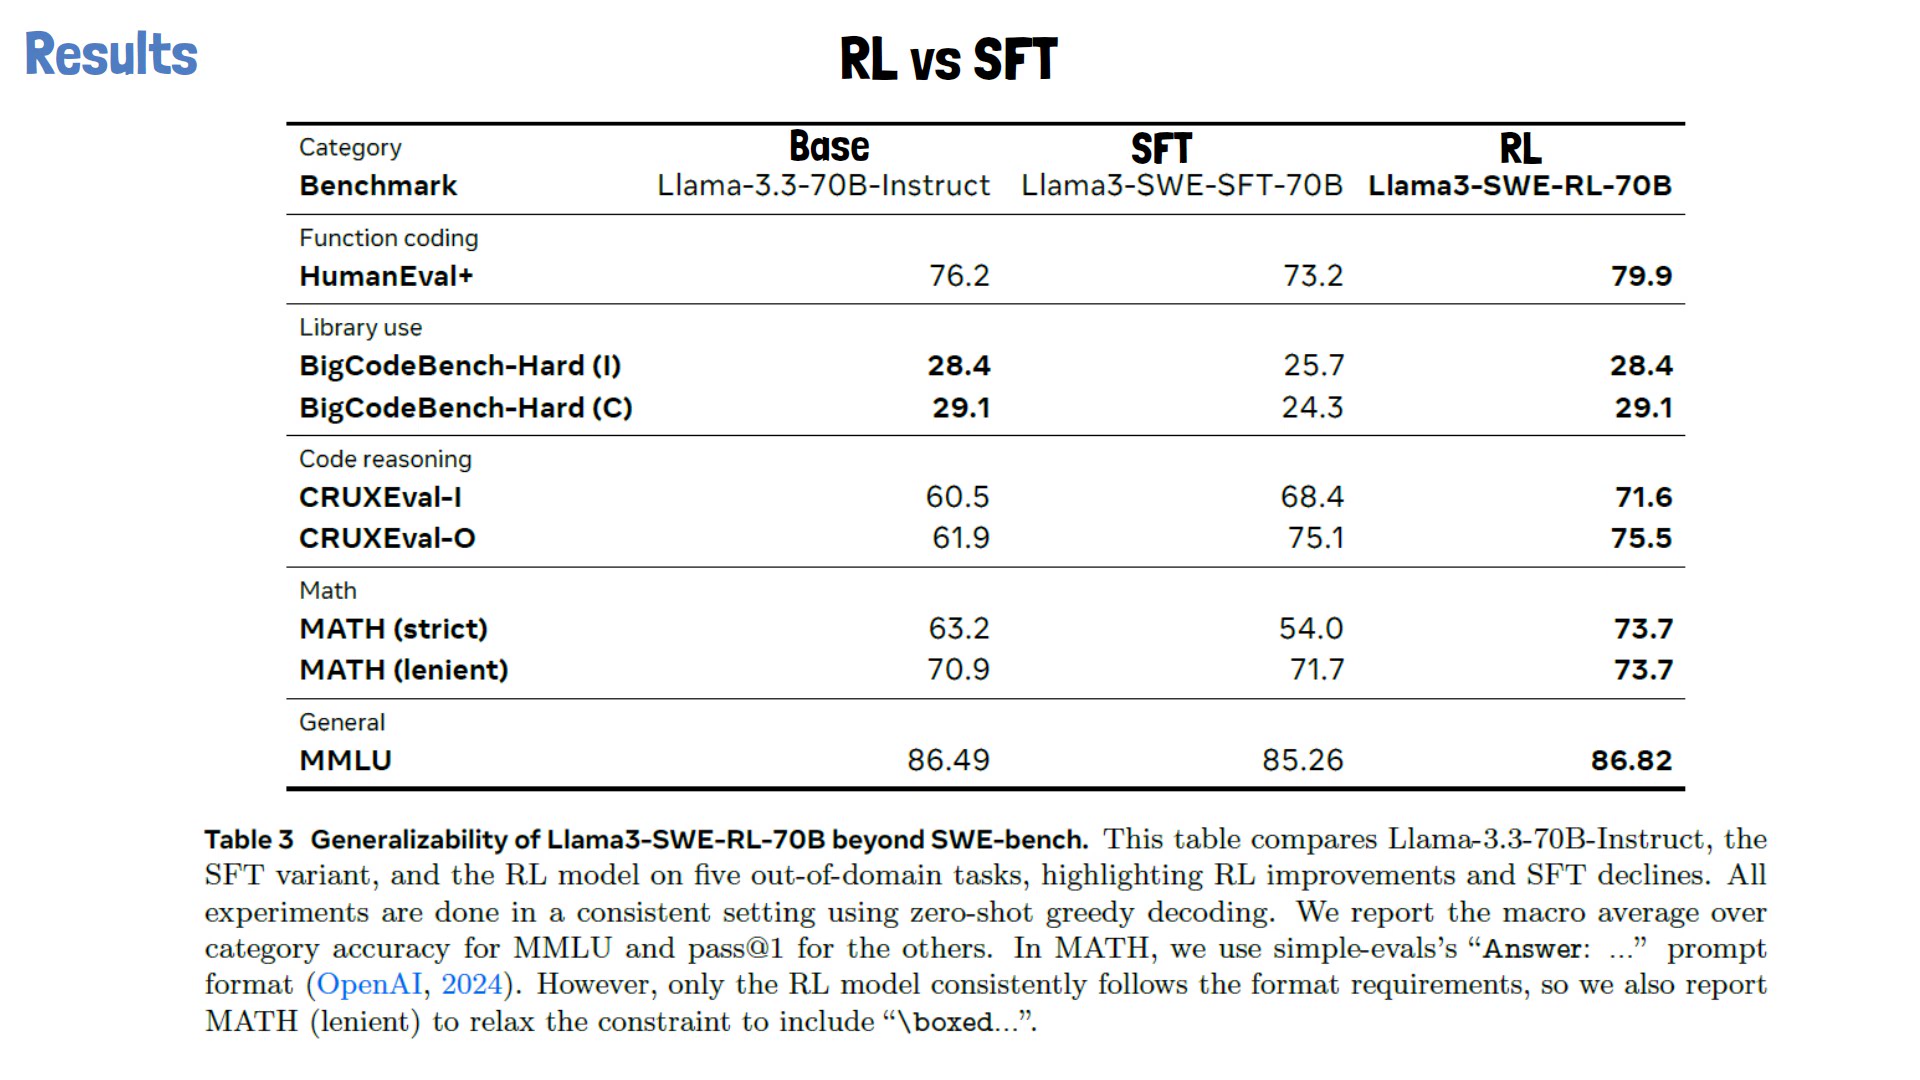 Results
RL vs SFT
Category Base SFT RL
Benchmark Llama-3.3-70B-Instruct Llama3-SWE-SFT-70B Llama3-SWE-RL-70B
Function coding
HumanEval+ 76.2 73.2 79.9
Library use
BigCodeBench-Hard (I) 28.4 25.7 28.4
BigCodeBench-Hard (C) 29.1 24.3 29.1
Code reasoning
CRUXEval-I 60.5 68.4 71.6
CRUXEval-O 61.9 75.1 75.5
Math
MATH (strict) 63.2 54.0 73.7
MATH (lenient) 70.9 71.7 73.7
General
MMLU 86.49 85.26 86.82
Table 3 Generalizability of Llama3-SWE-RL-70B beyond SWE-bench. This table compares Llama-3.3-70B-Instruct, the
SFT variant, and the RL model on five out-of-domain tasks, highlighting RL improvements and SFT declines. All
experiments are done in a consistent setting using zero-shot greedy decoding. We report the macro average over
category accuracy for MMLU and pass@1 for the others. In MATH, we use simple-evals's “Answer: ...” prompt
format (OpenAI, 2024). However, only the RL model consistently follows the format requirements, so we also report
MATH (lenient) to relax the constraint to include “\boxed...”.